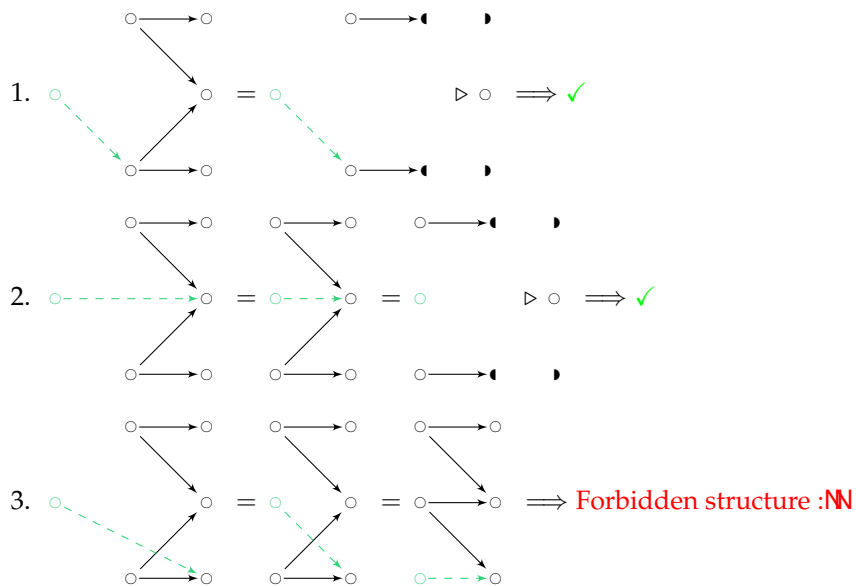 1. = ▷ ⟹ ✓
2. = = ▷ ⟹ ✓
3. = = ⟹ Forbidden structure :NN